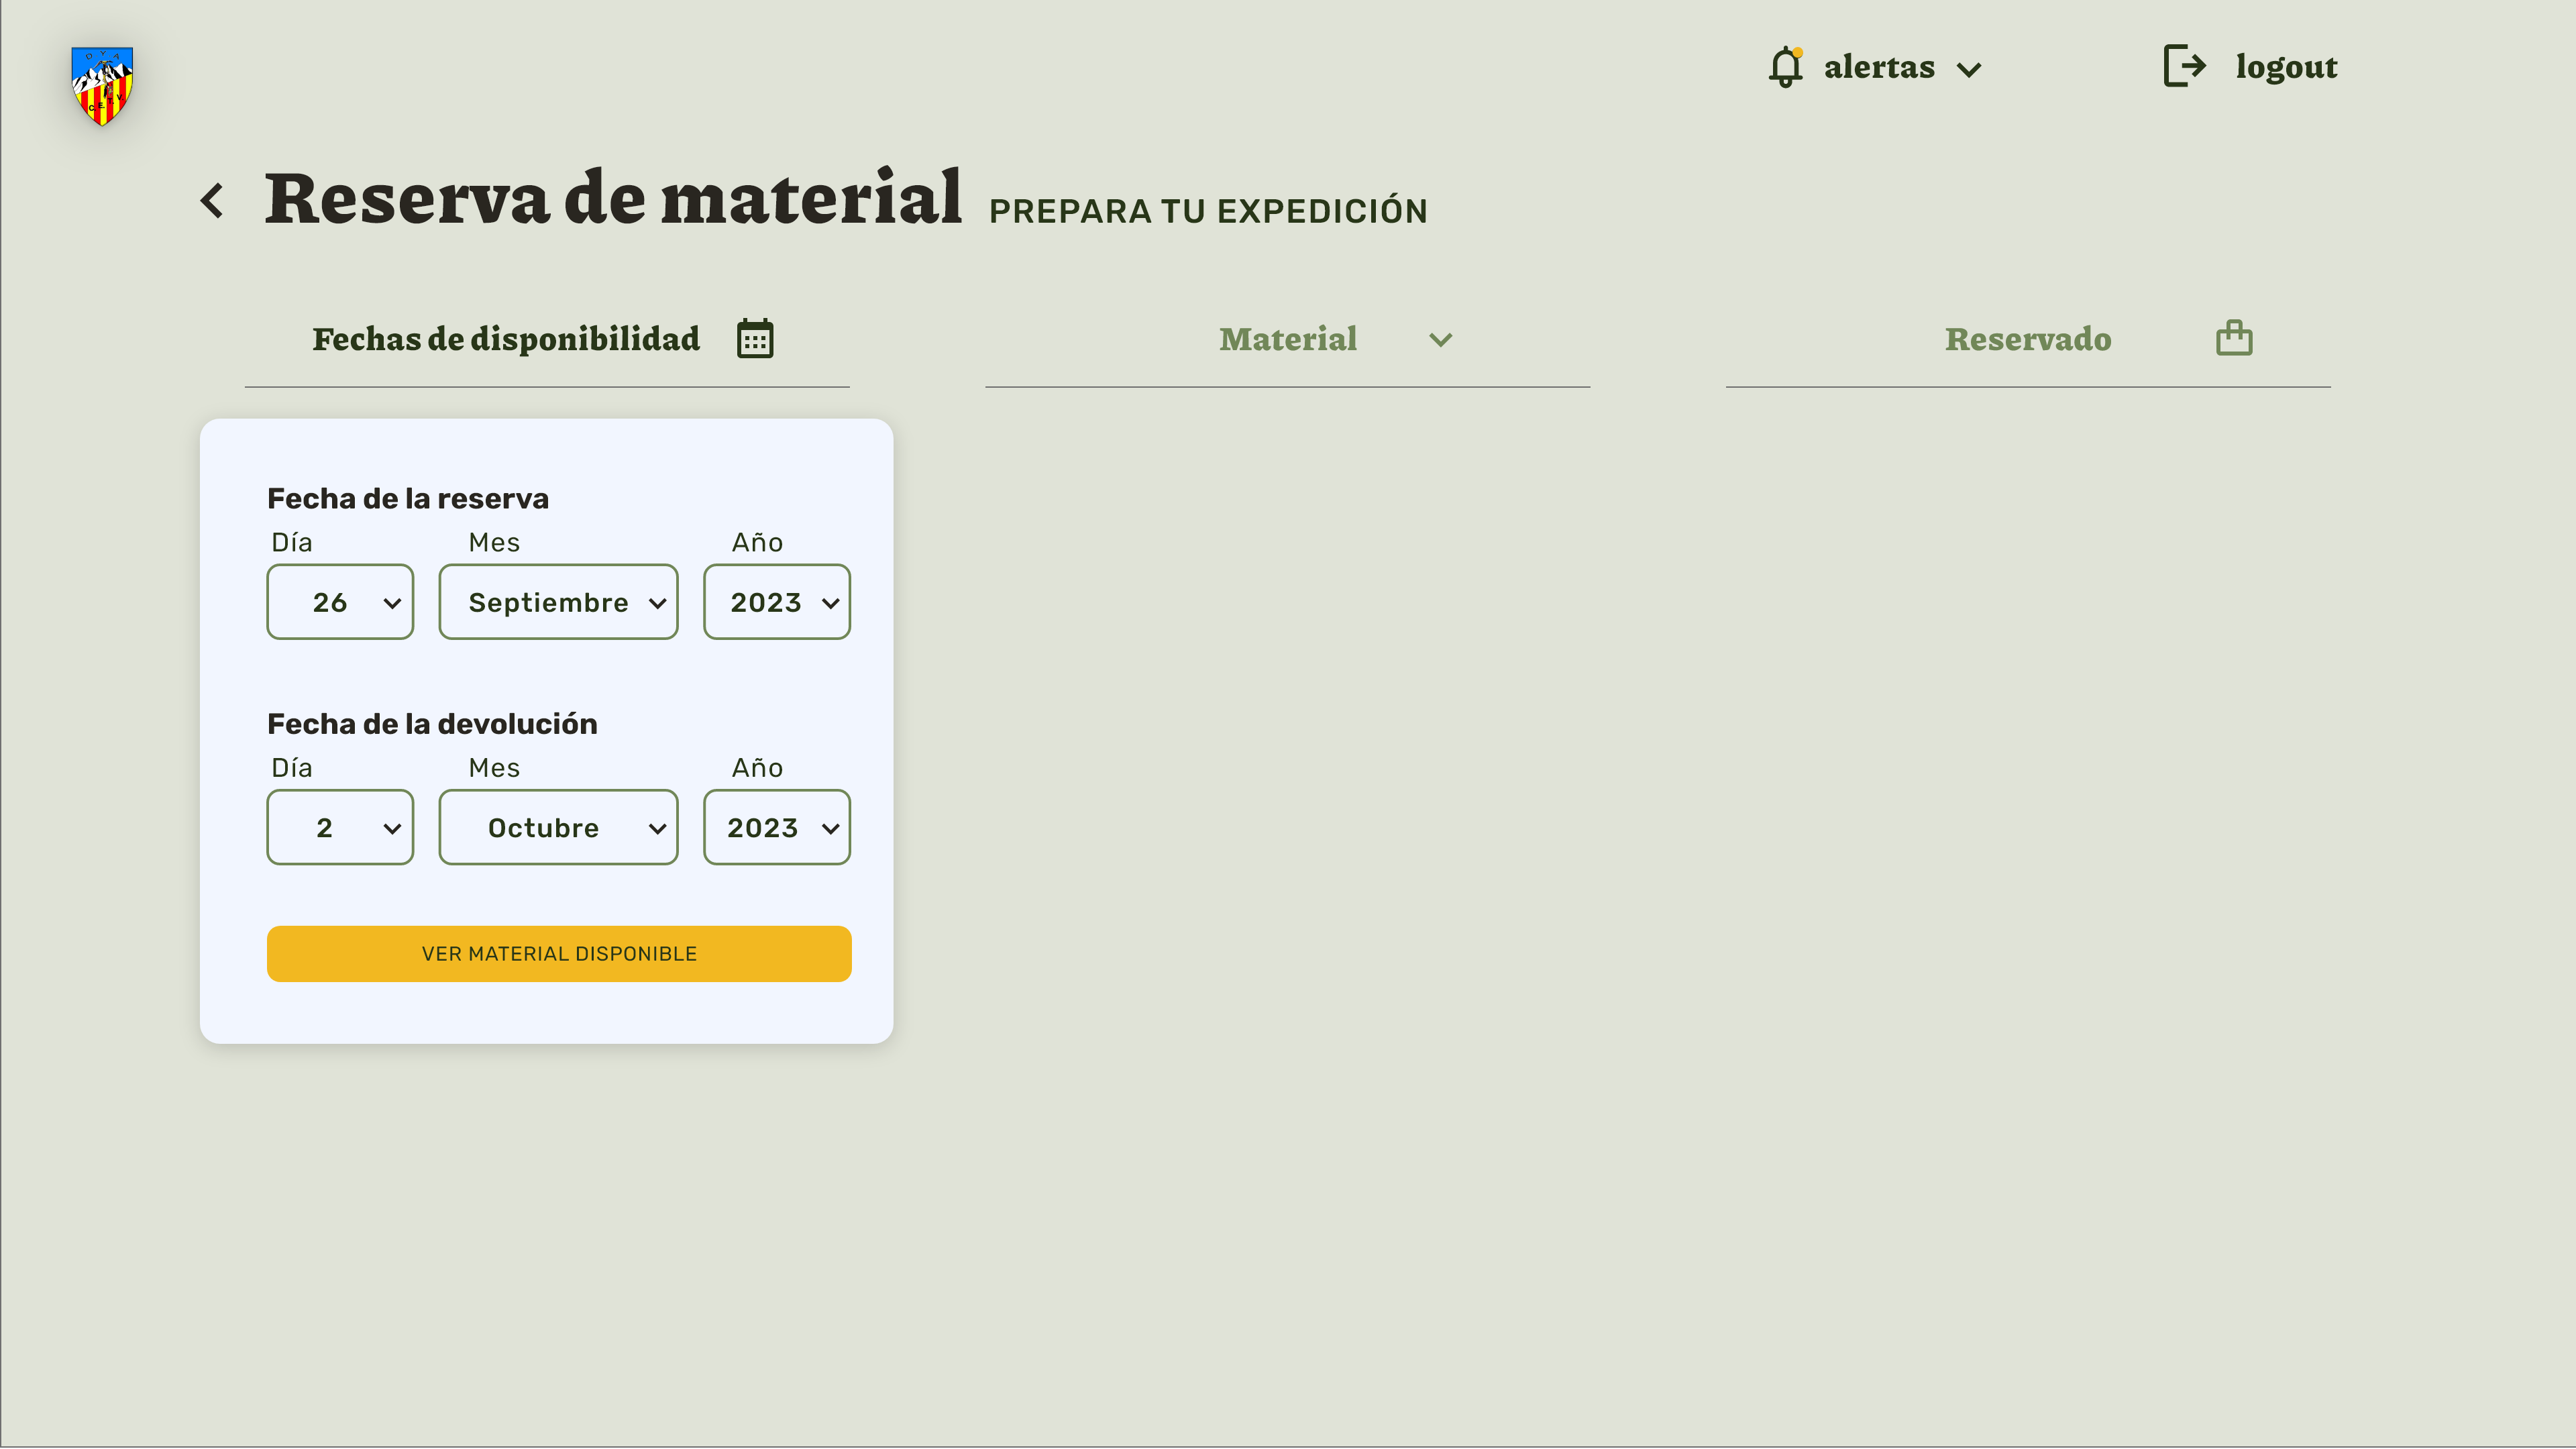 alertas
logout
Reserva de material PREPARA TU EXPEDICIÓN
Fechas de disponibilidad
Material
Reservado
Fecha de la reserva
Día Mes Año
26 Septiembre 2023
Fecha de la devolución
Día Mes Año
2 Octubre 2023
VER MATERIAL DISPONIBLE